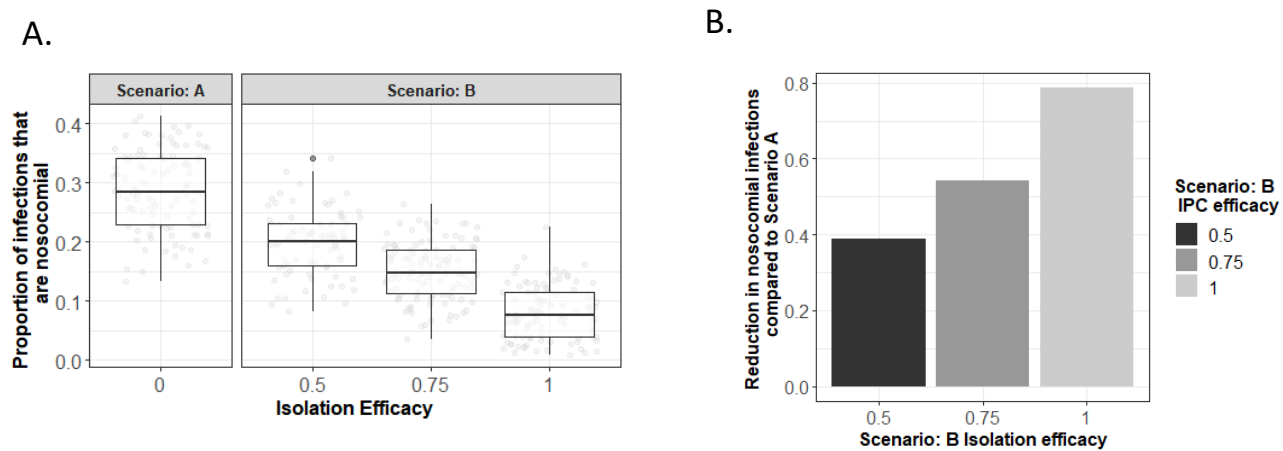 A.
Scenario: A
Scenario: B
Proportion of infections that
are nosocomial
0.4
0.3
0.2
0.1
0.0
0
0.5
0.75
1
Isolation Efficacy
B.
Reduction in nosocomial infections
compared to Scenario A
0.8
0.6
0.4
0.2
0.0
0.5
0.75
1
Scenario: B Isolation efficacy
Scenario: B
IPC efficacy
0.5
0.75
1